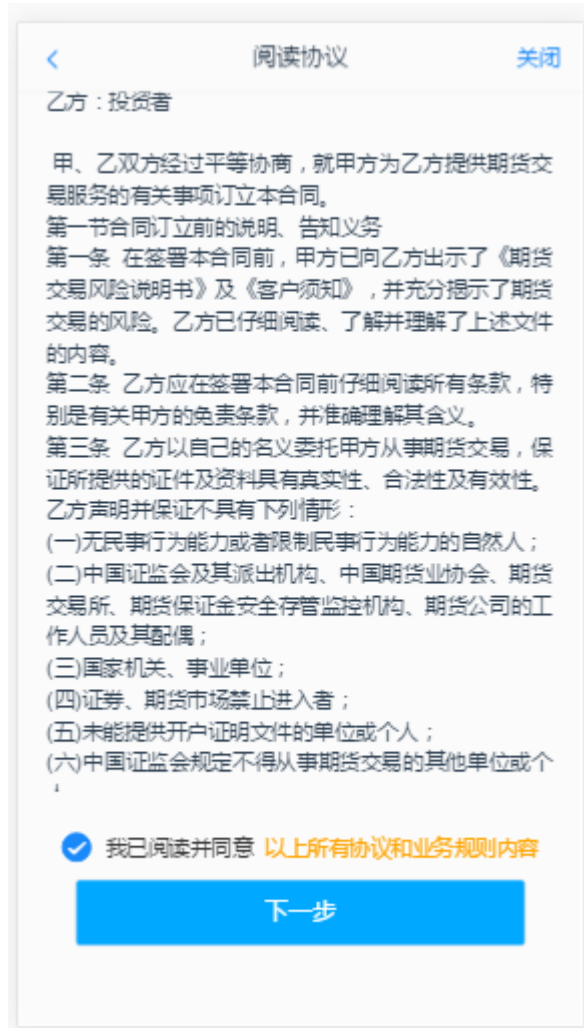 阅读协议 关闭
乙方：投资者
甲、乙双方经过平等协商，就甲方为乙方提供期货交
易服务的有关事项订立本合同。
第一节合同订立前的说明、告知义务
第一条 在签署本合同前，甲方已向乙方出示了《期货
交易风险说明书》及《客户须知》，并充分揭示了期货
交易的风险。乙方已仔细阅读、了解并理解了上述文件
的内容。
第二条 乙方应在签署本合同前仔细阅读所有条款，特
别是有关甲方的免责条款，并准确理解其含义。
第三条 乙方以自己的名义委托甲方从事期货交易，保
证所提供的证件及资料具有真实性、合法性及有效性。
乙方声明并保证不具有下列情形：
(一)无民事行为能力或者限制民事行为能力的自然人；
(二)中国证监会及其派出机构、中国期货业协会、期货
交易所、期货保证金安全存管监控机构、期货公司的工
作人员及其配偶；
(三)国家机关、事业单位；
(四)证券、期货市场禁止进入者；
(五)未能提供开户证明文件的单位或个人；
(六)中国证监会规定不得从事期货交易的其他单位或个
我已阅读并同意 以上所有协议和业务规则内容
下一步